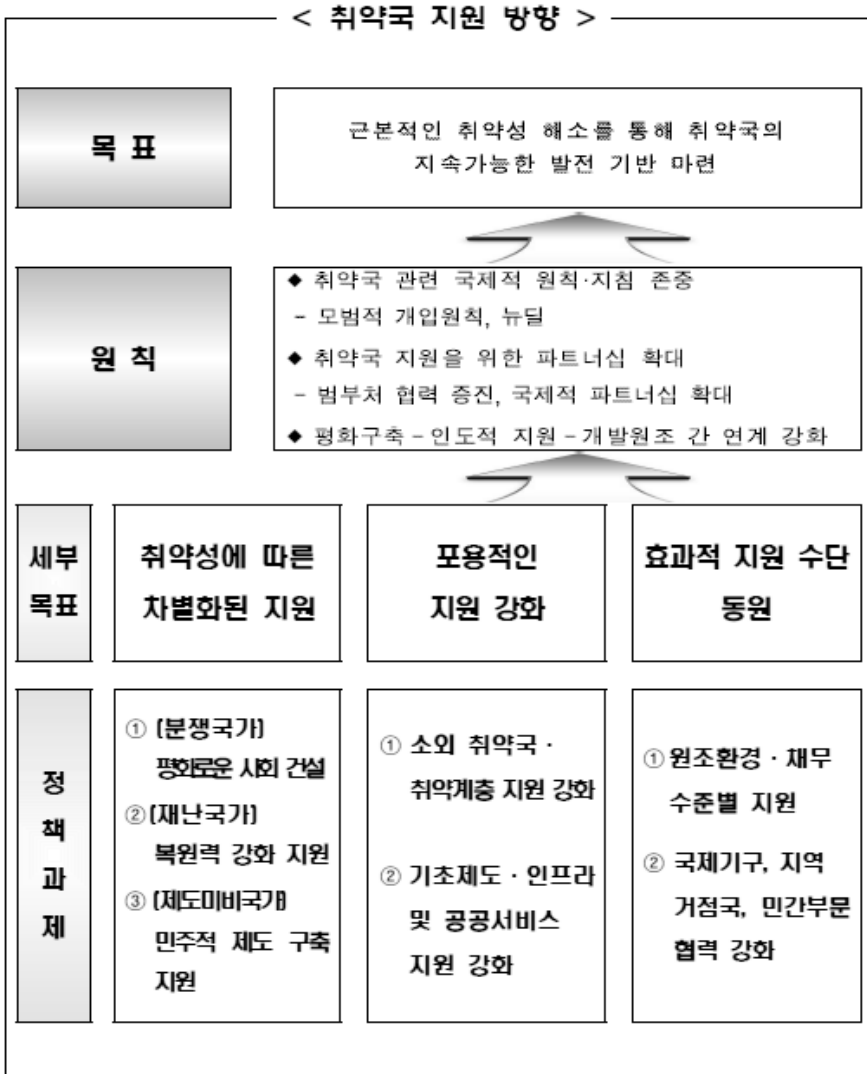 < 취약국 지원 방향 >
목 표
근본적인 취약성 해소를 통해 취약국의
지속가능한 발전 기반 마련
원 칙
◆ 취약국 관련 국제적 원칙·지침 존중
- 모범적 개입원칙, 뉴딜
◆ 취약국 지원을 위한 파트너십 확대
- 범부처 협력 증진, 국제적 파트너십 확대
◆ 평화구축 – 인도적 지원 – 개발원조 간 연계 강화
세부
목표
취약성에 따른
차별화된 지원
포용적인
지원 강화
효과적 지원 수단
동원
정
책
과
제
① [분쟁국가]
평화로운 사회 건설
② [재난국가]
복원력 강화 지원
③ [제도미비국가]
민주적 제도 구축
지원
① 소외 취약국 ·
취약계층 지원 강화
② 기초제도 · 인프라
및 공공서비스
지원 강화
① 원조환경 · 채무
수준별 지원
② 국제기구, 지역
거점국, 민간부문
협력 강화